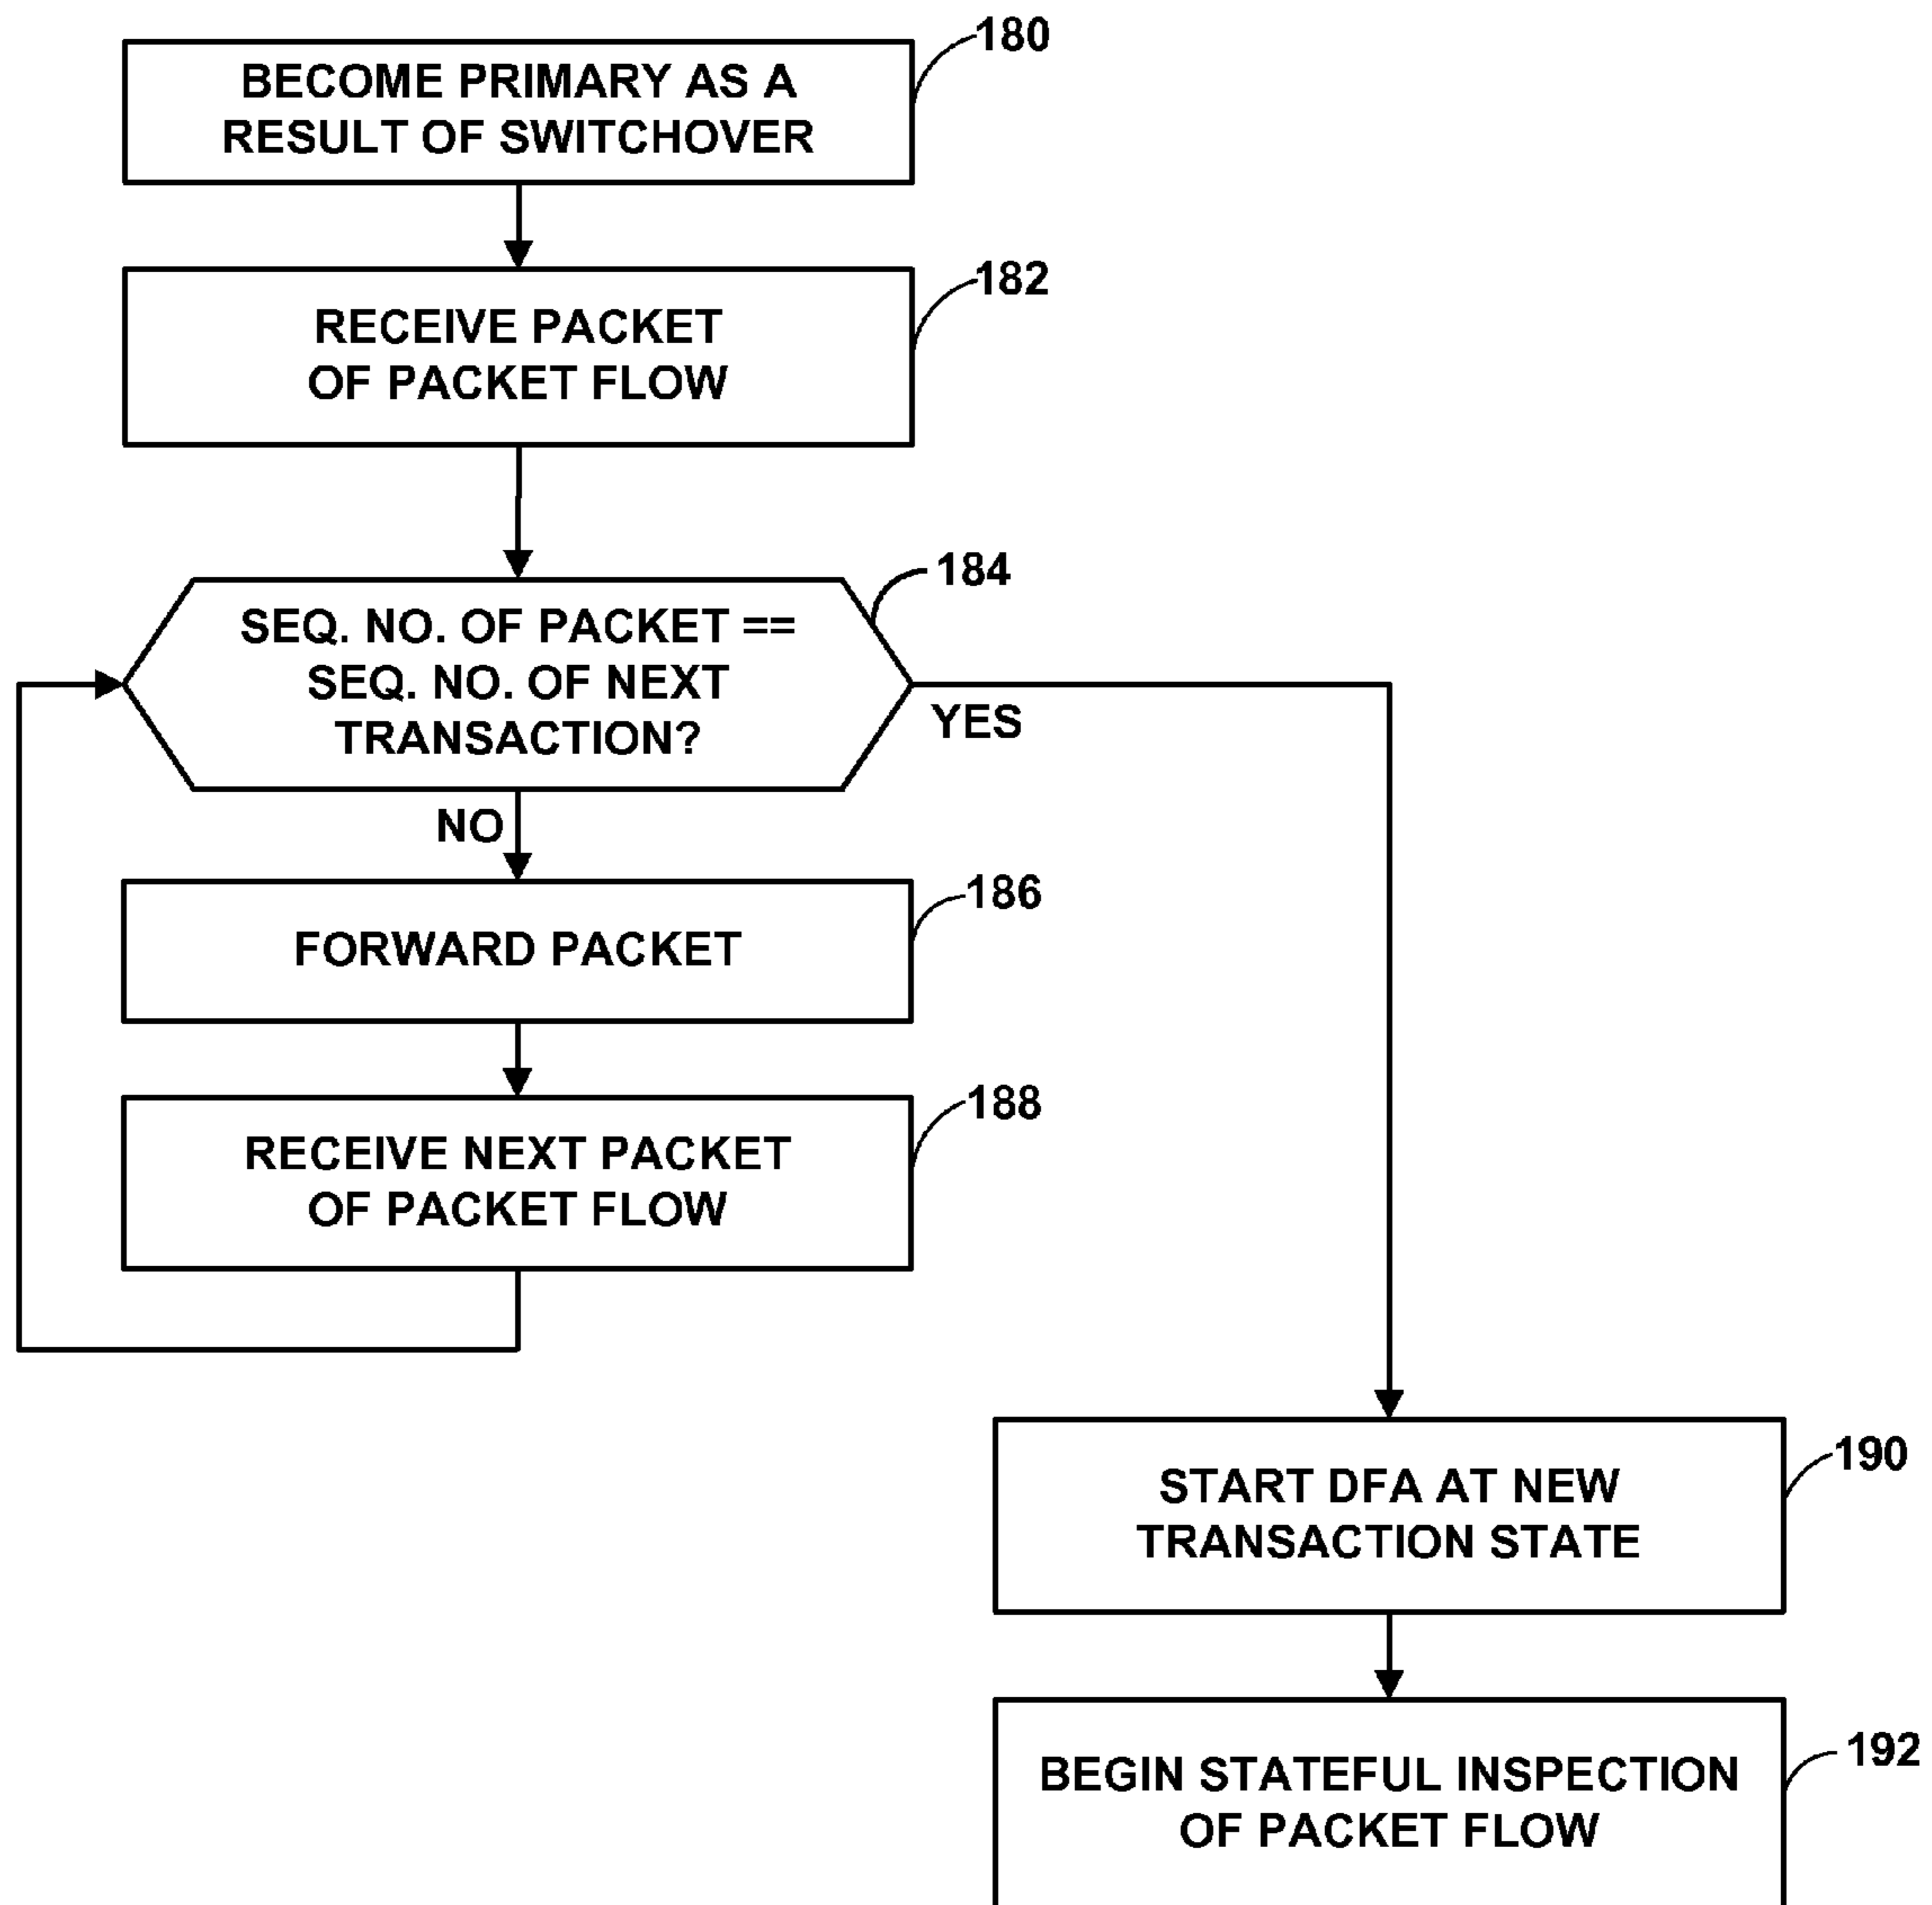 180
BECOME PRIMARY AS A
RESULT OF SWITCHOVER
182
RECEIVE PACKET
OF PACKET FLOW
184
SEQ. NO. OF PACKET ==
SEQ. NO. OF NEXT
TRANSACTION?
YES
NO
186
FORWARD PACKET
188
RECEIVE NEXT PACKET
OF PACKET FLOW
190
START DFA AT NEW
TRANSACTION STATE
192
BEGIN STATEFUL INSPECTION
OF PACKET FLOW